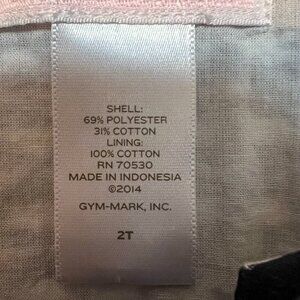 SHELL:
69% POLYESTER
31% COTTON
LINING:
100% COTTON
RN 70530
MADE IN INDONESIA
©2014
GYM-MARK, INC.
2T